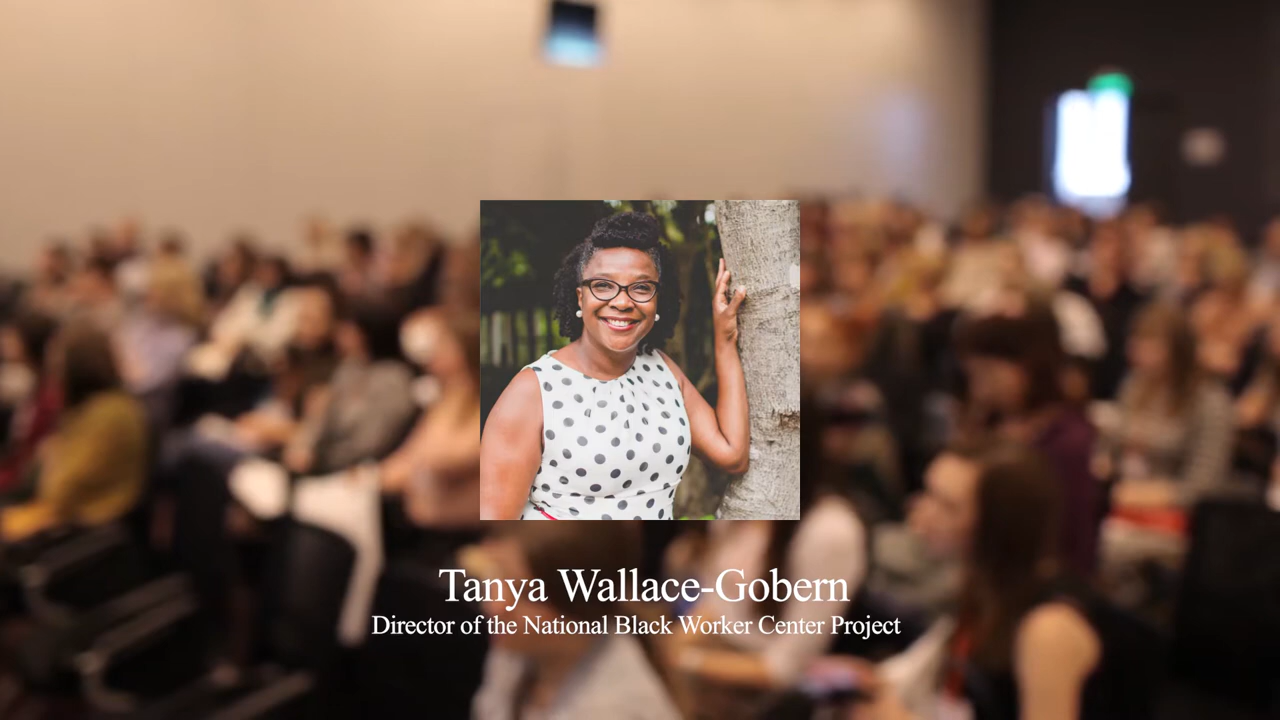 Tanya Wallace-Gobern
Director of the National Black Worker Center Project